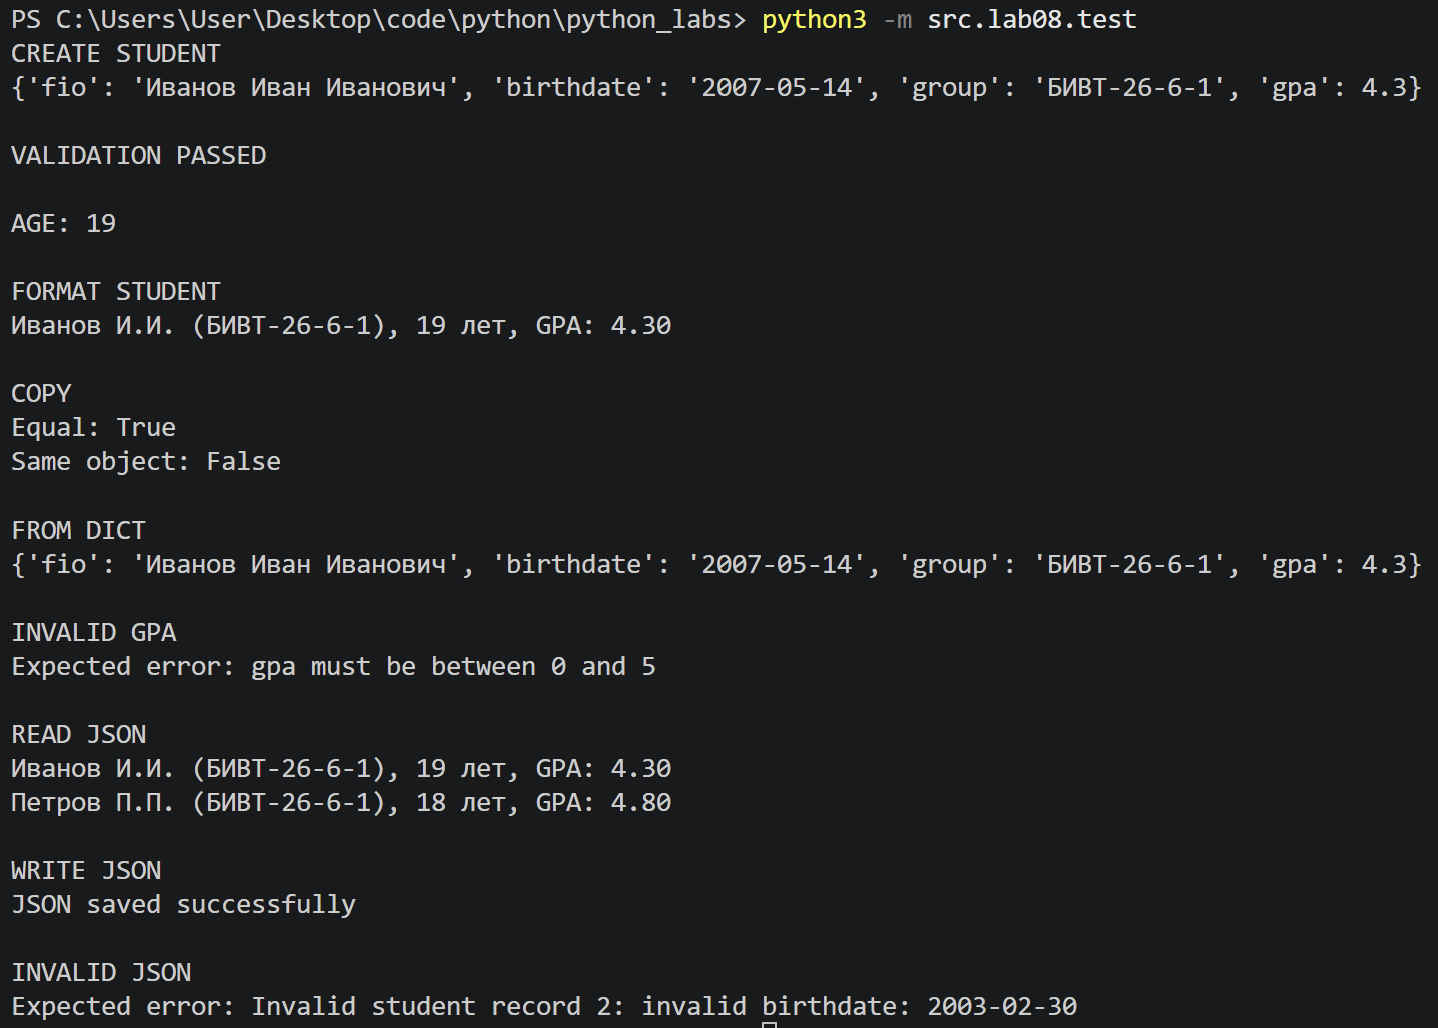 PS C:\Users\User\Desktop\code\python\python_labs> python3 -m src.lab08.test
CREATE STUDENT
{'fio': 'Иванов Иван Иванович', 'birthdate': '2007-05-14', 'group': 'БИВТ-26-6-1', 'gpa': 4.3}
VALIDATION PASSED
AGE: 19
FORMAT STUDENT
Иванов И.И. (БИВТ-26-6-1), 19 лет, GPA: 4.30
COPY
Equal: True
Same object: False
FROM DICT
{'fio': 'Иванов Иван Иванович', 'birthdate': '2007-05-14', 'group': 'БИВТ-26-6-1', 'gpa': 4.3}
INVALID GPA
Expected error: gpa must be between 0 and 5
READ JSON
Иванов И.И. (БИВТ-26-6-1), 19 лет, GPA: 4.30
Петров П.П. (БИВТ-26-6-1), 18 лет, GPA: 4.80
WRITE JSON
JSON saved successfully
INVALID JSON
Expected error: Invalid student record 2: invalid birthdate: 2003-02-30